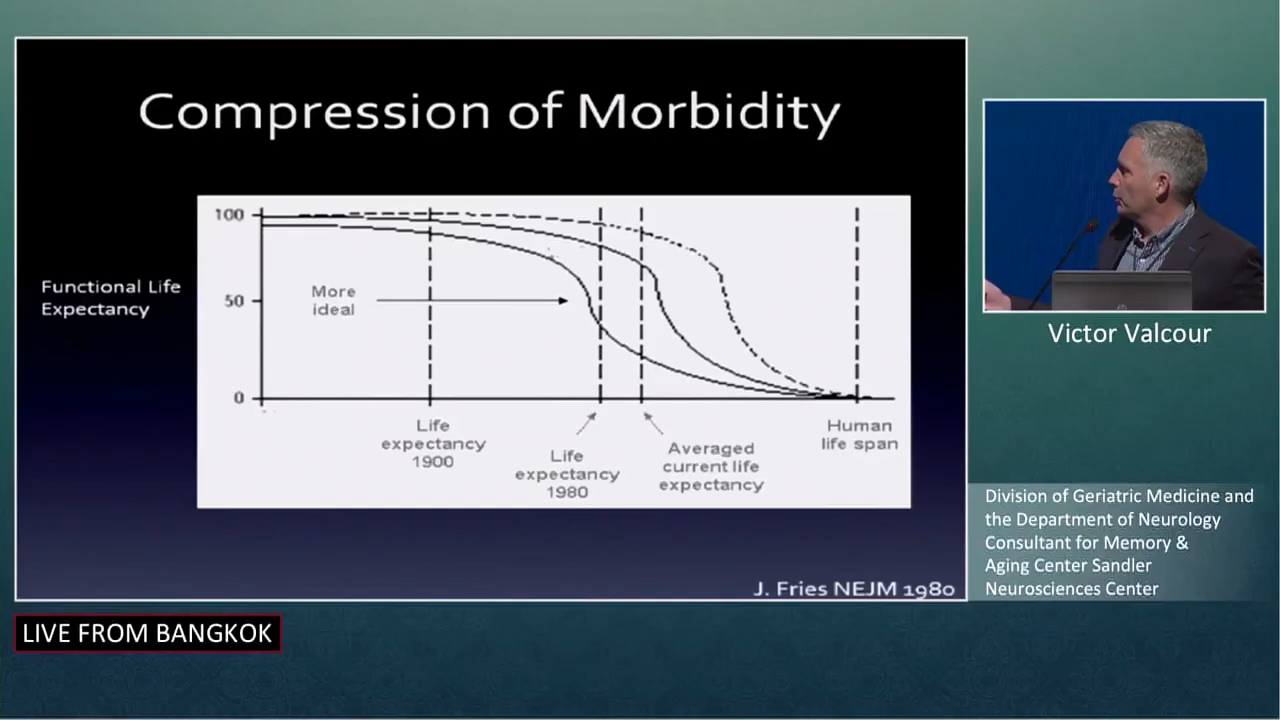 Compression of Morbidity
Functional Life
Expectancy
100
50
0
More
ideal
Life
expectancy
1900
Life
expectancy
1980
Averaged
current life
expectancy
Human
life span
J. Fries NEJM 1980
Victor Valcour
Division of Geriatric Medicine and
the Department of Neurology
Consultant for Memory &
Aging Center Sandler
Neurosciences Center
LIVE FROM BANGKOK